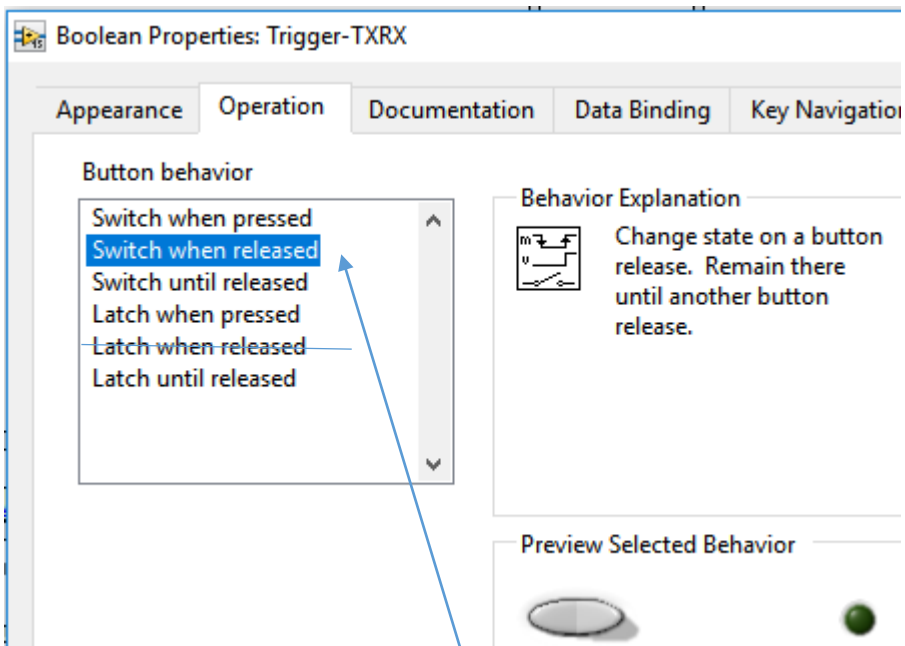 Boolean Properties: Trigger-TXRX
Appearance
Operation
Documentation
Data Binding
Key Navigation
Button behavior
Switch when pressed
Switch when released
Switch until released
Latch when pressed
Latch when released
Latch until released
Behavior Explanation
Change state on a button
release. Remain there
until another button
release.
Preview Selected Behavior